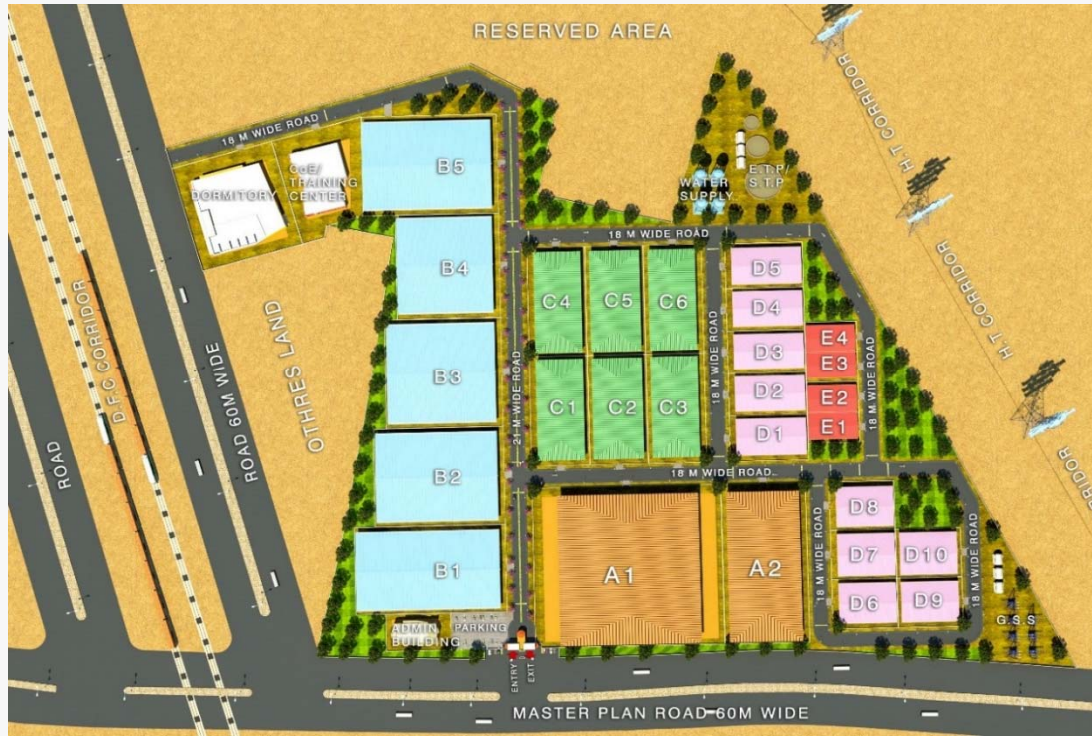 RESERVED AREA
18 M WIDE ROAD
DORMITORY
CoE/
TRAINING
CENTER
B5
B4
B3
B2
B1
ROAD
D.F.C CORRIDOR
ROAD 60M WIDE
OTHRES LAND
21 M WIDE ROAD
WATER
SUPPLY
E.T.P/
S.T.P
H.T CORRIDOR
H.T CORRIDOR
18 M WIDE ROAD
C4
C5
C6
C1
C2
C3
18 M WIDE ROAD
D5
D4
D3
D2
D1
E4
E3
E2
E1
18 M WIDE ROAD
18 M WIDE ROAD
A1
A2
18 M WIDE ROAD
D8
D7
D10
D6
D9
18 M WIDE ROAD
G.S.S
ADMIN
BUILDING
PARKING
ENTRY
EXIT
MASTER PLAN ROAD 60M WIDE